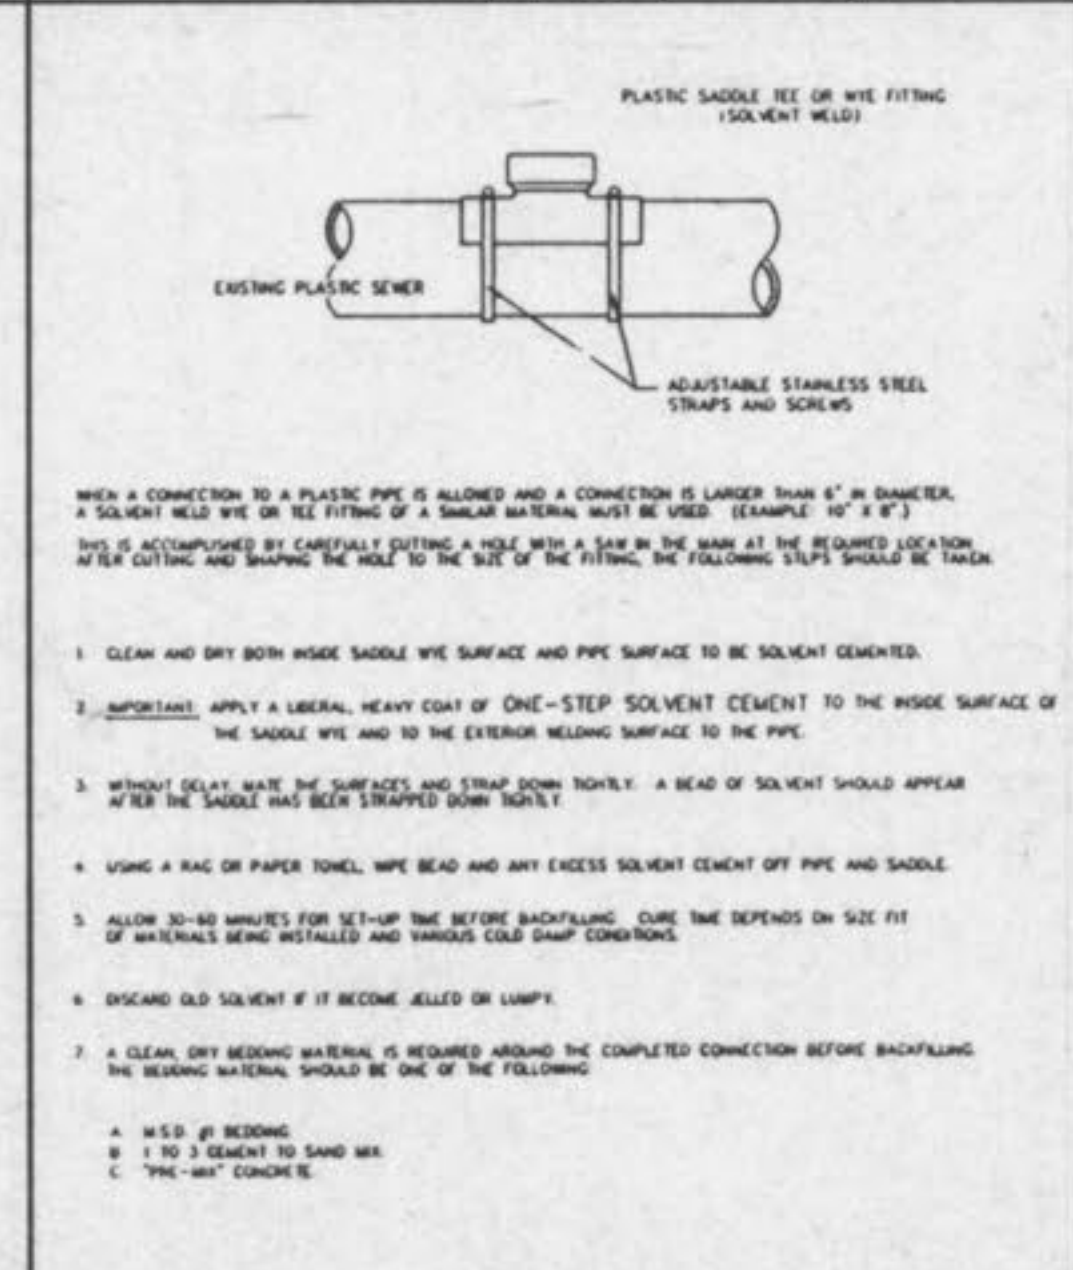 PLASTIC SADDLE TEE OR WYE FITTING
(SOLVENT WELD)
EXISTING PLASTIC SEWER
ADJUSTABLE STAINLESS STEEL
STRAPS AND SCREWS
WHEN A CONNECTION TO A PLASTIC PIPE IS ALLOWED AND A CONNECTION IS LARGER THAN 6" IN DIAMETER,
A SOLVENT WELD WYE OR TEE FITTING OF A SIMILAR MATERIAL MUST BE USED. (EXAMPLE: 10" X 8".)
THIS IS ACCOMPLISHED BY CAREFULLY CUTTING A HOLE WITH A SAW IN THE MAIN AT THE REQUIRED LOCATION
AFTER CUTTING AND SHAPING THE HOLE TO THE SIZE OF THE FITTING, THE FOLLOWING STEPS SHOULD BE TAKEN.
1. CLEAN AND DRY BOTH INSIDE SADDLE WYE SURFACE AND PIPE SURFACE TO BE SOLVENT CEMENTED.
2. IMPORTANT: APPLY A LIBERAL, HEAVY COAT OF ONE-STEP SOLVENT CEMENT TO THE INSIDE SURFACE OF
THE SADDLE WYE AND TO THE EXTERIOR WELDING SURFACE TO THE PIPE.
3. WITHOUT DELAY, MATE THE SURFACES AND STRAP DOWN TIGHTLY. A BEAD OF SOLVENT SHOULD APPEAR
AFTER THE SADDLE HAS BEEN STRAPPED DOWN TIGHTLY.
4. USING A RAG OR PAPER TOWEL, WIPE BEAD AND ANY EXCESS SOLVENT CEMENT OFF PIPE AND SADDLE.
5. ALLOW 30-60 MINUTES FOR SET-UP TIME BEFORE BACKFILLING. CURE TIME DEPENDS ON SIZE FIT
OF MATERIALS BEING INSTALLED AND VARIOUS COLD DAMP CONDITIONS.
6. DISCARD OLD SOLVENT IF IT BECOME JELLED OR LUMPY.
7. A CLEAN, DRY BEDDING MATERIAL IS REQUIRED AROUND THE COMPLETED CONNECTION BEFORE BACKFILLING.
THE BEDDING MATERIAL SHOULD BE ONE OF THE FOLLOWING:
A. M.S.D. #1 BEDDING
B. 1 TO 3 CEMENT TO SAND MIX.
C. "PRE-MIX" CONCRETE.